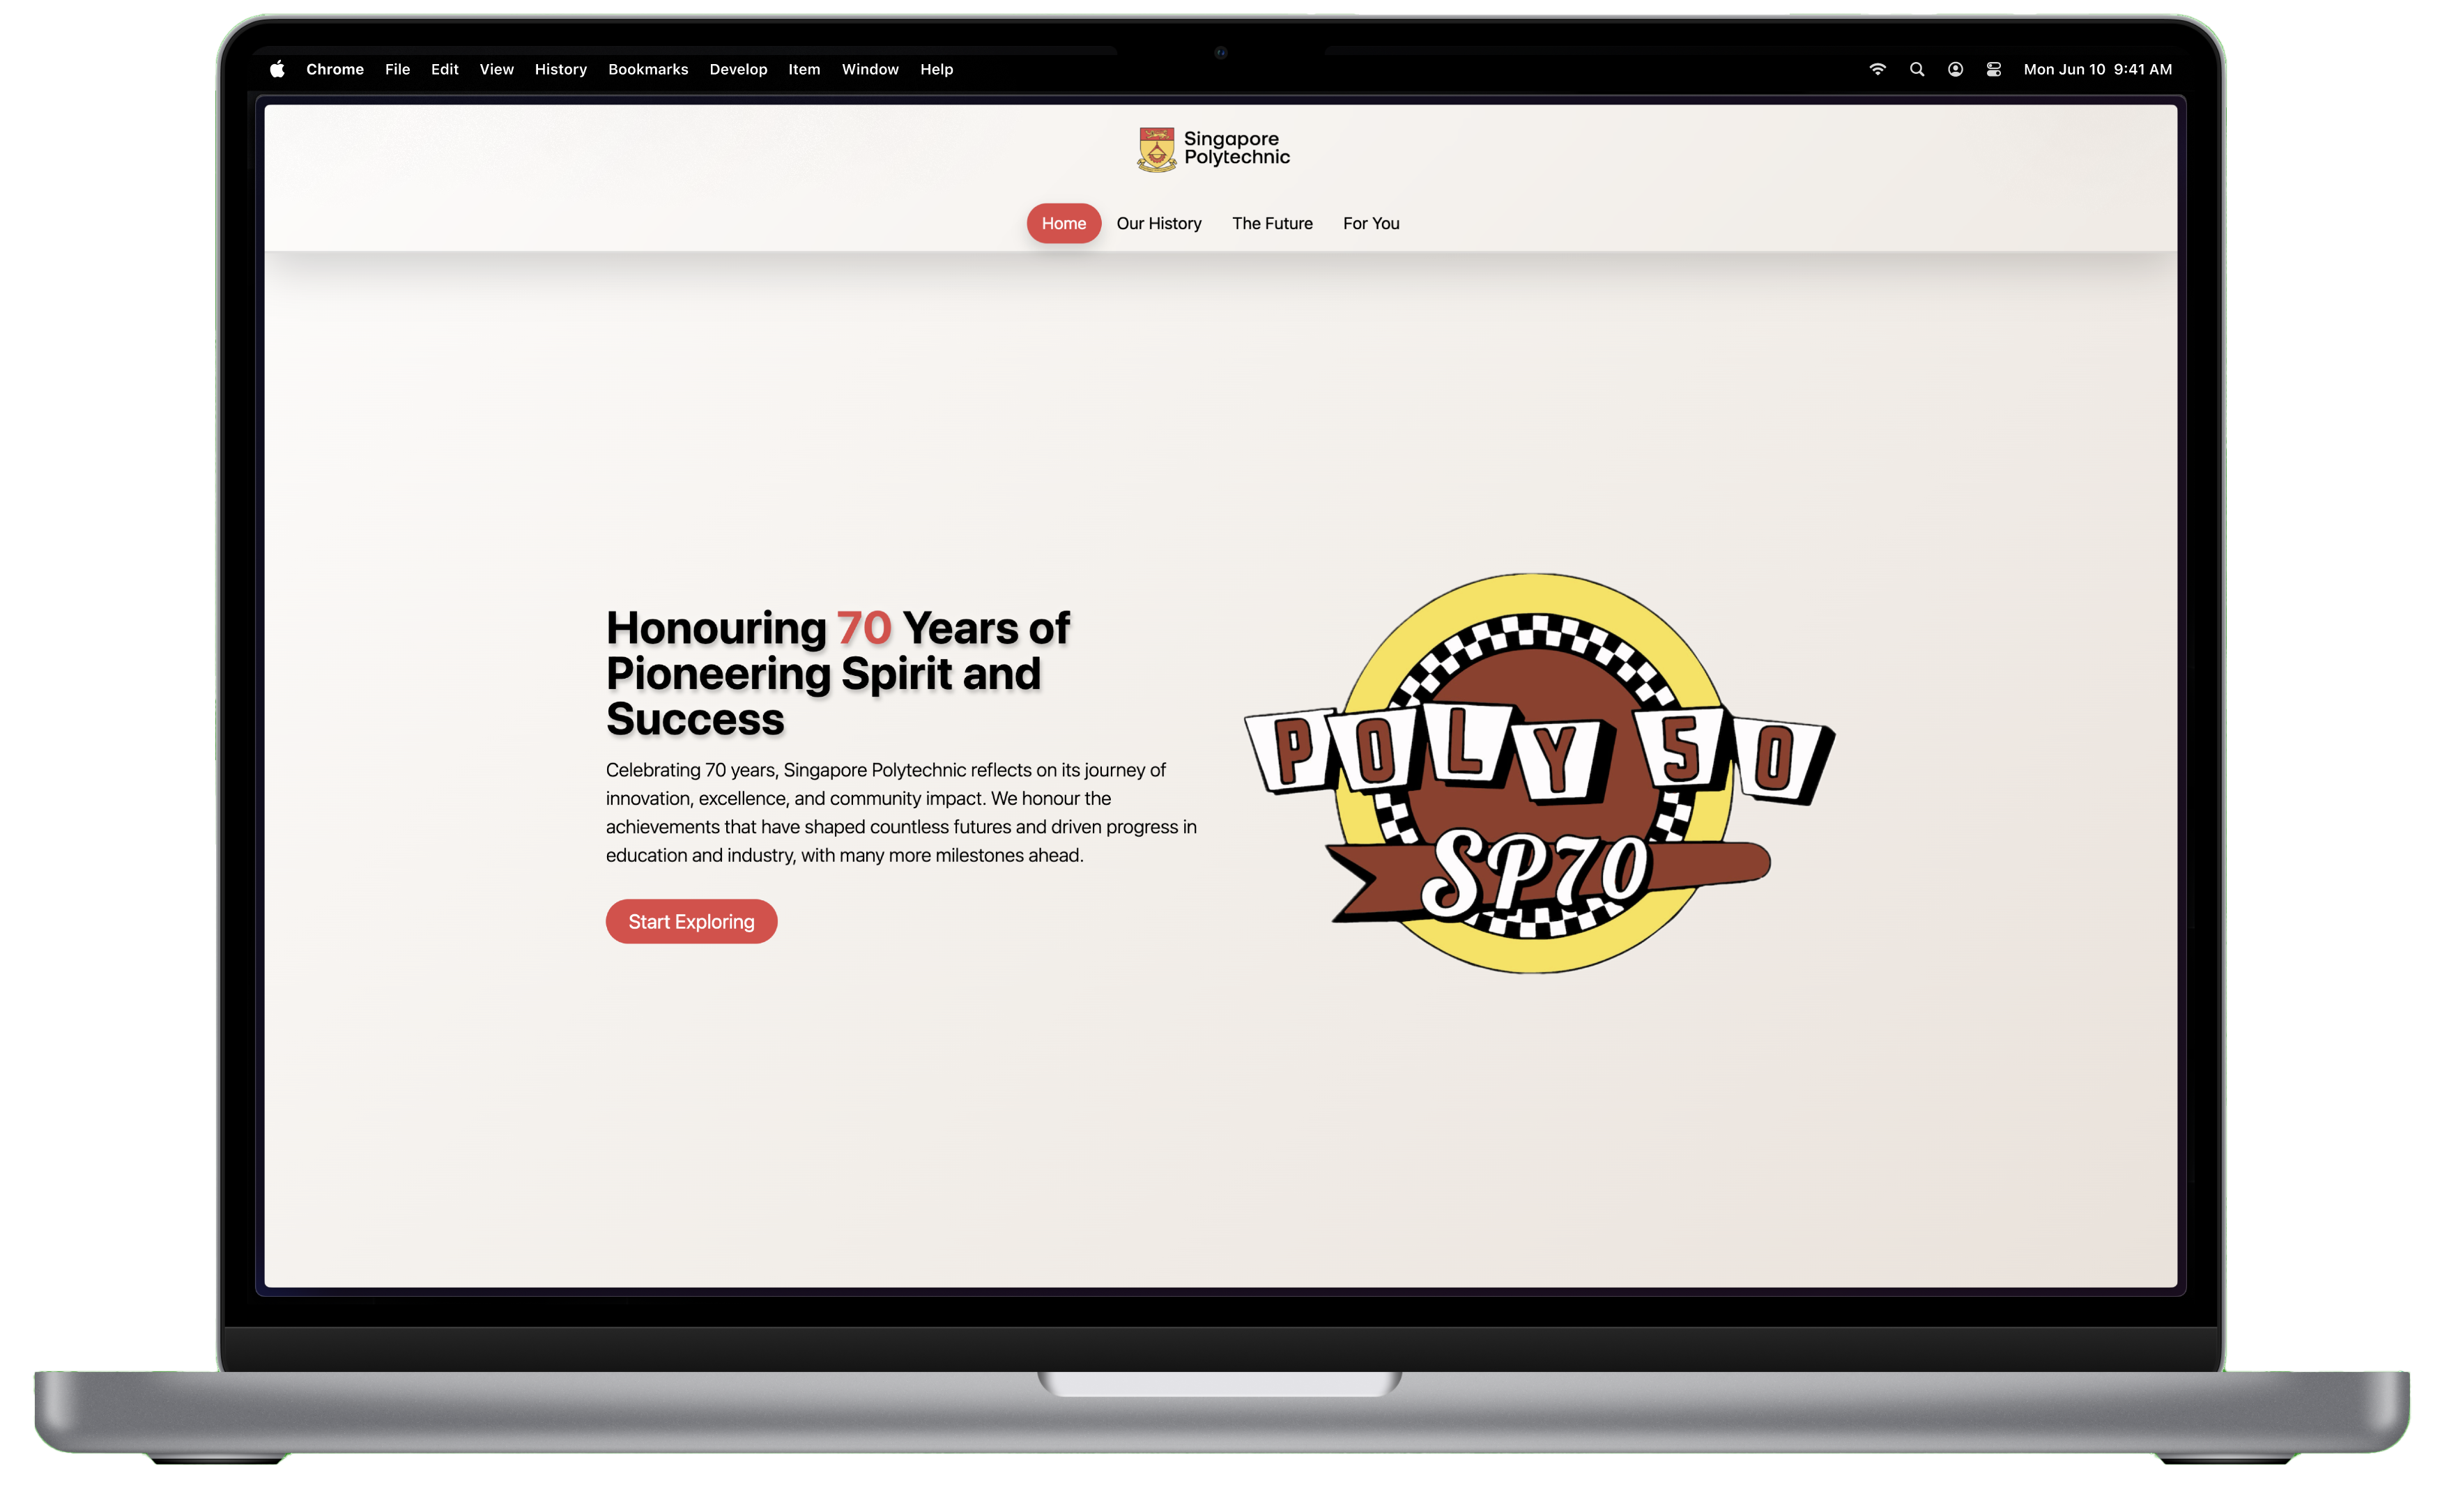 Chrome File Edit View History Bookmarks Develop Item Window Help Mon Jun 10 9:41 AM
Singapore
Polytechnic
Home Our History The Future For You
Honouring 70 Years of
Pioneering Spirit and
Success
Celebrating 70 years, Singapore Polytechnic reflects on its journey of
innovation, excellence, and community impact. We honour the
achievements that have shaped countless futures and driven progress in
education and industry, with many more milestones ahead.
Start Exploring
POLY 50
SP70